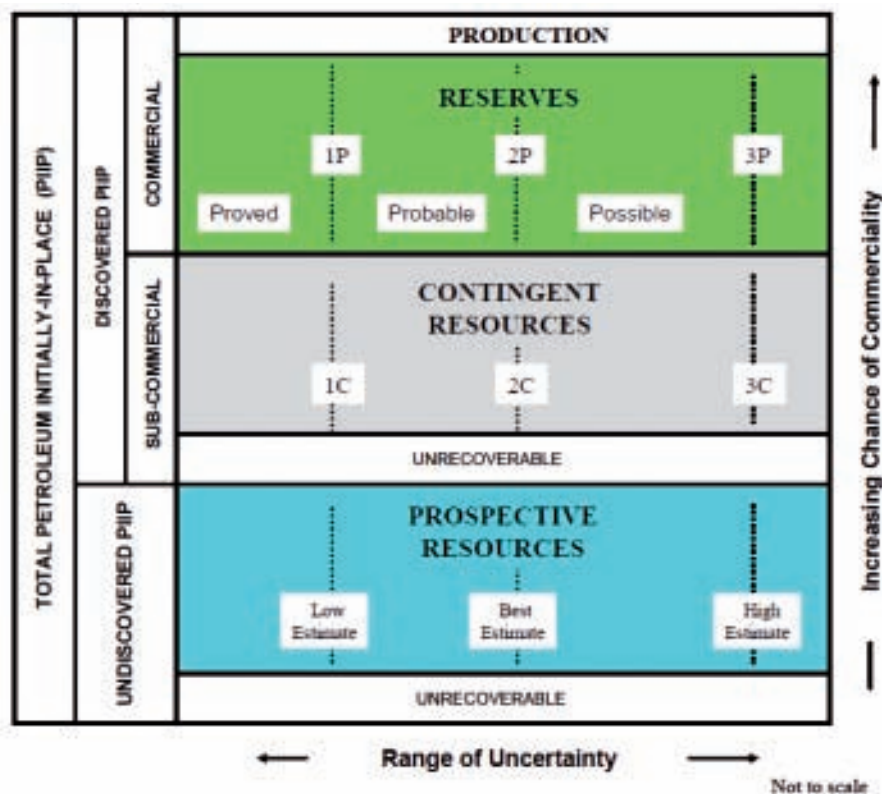 TOTAL PETROLEUM INITIALLY-IN-PLACE (PIIP)
DISCOVERED PIIP
UNDISCOVERED PIIP
COMMERCIAL
SUB-COMMERCIAL
PRODUCTION
RESERVES
1P 2P 3P
Proved Probable Possible
CONTINGENT
RESOURCES
1C 2C 3C
UNRECOVERABLE
PROSPECTIVE
RESOURCES
Low Best High
Estimate Estimate Estimate
UNRECOVERABLE
Increasing Chance of Commerciality
Range of Uncertainty
Not to scale